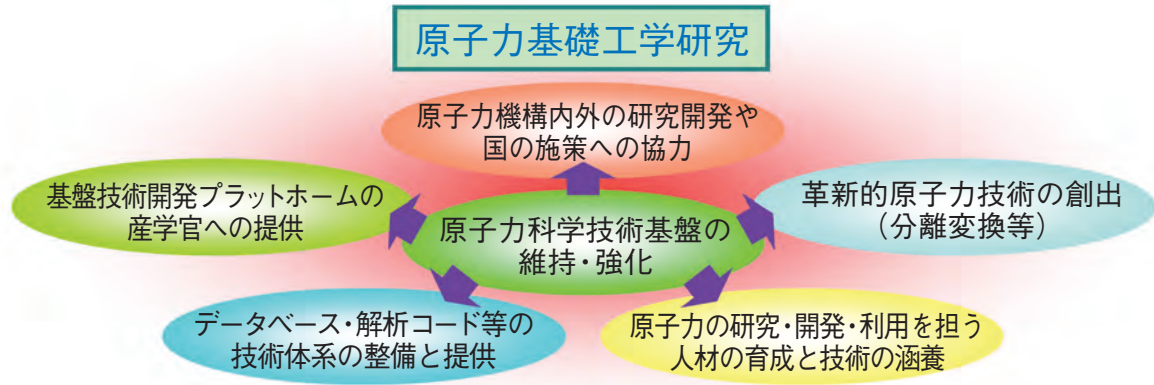 原子力基礎工学研究
原子力機構内外の研究開発や
国の施策への協力
基盤技術開発プラットホームの
産学官への提供
革新的原子力技術の創出
（分離変換等）
原子力科学技術基盤の
維持・強化
データベース・解析コード等の
技術体系の整備と提供
原子力の研究・開発・利用を担う
人材の育成と技術の涵養